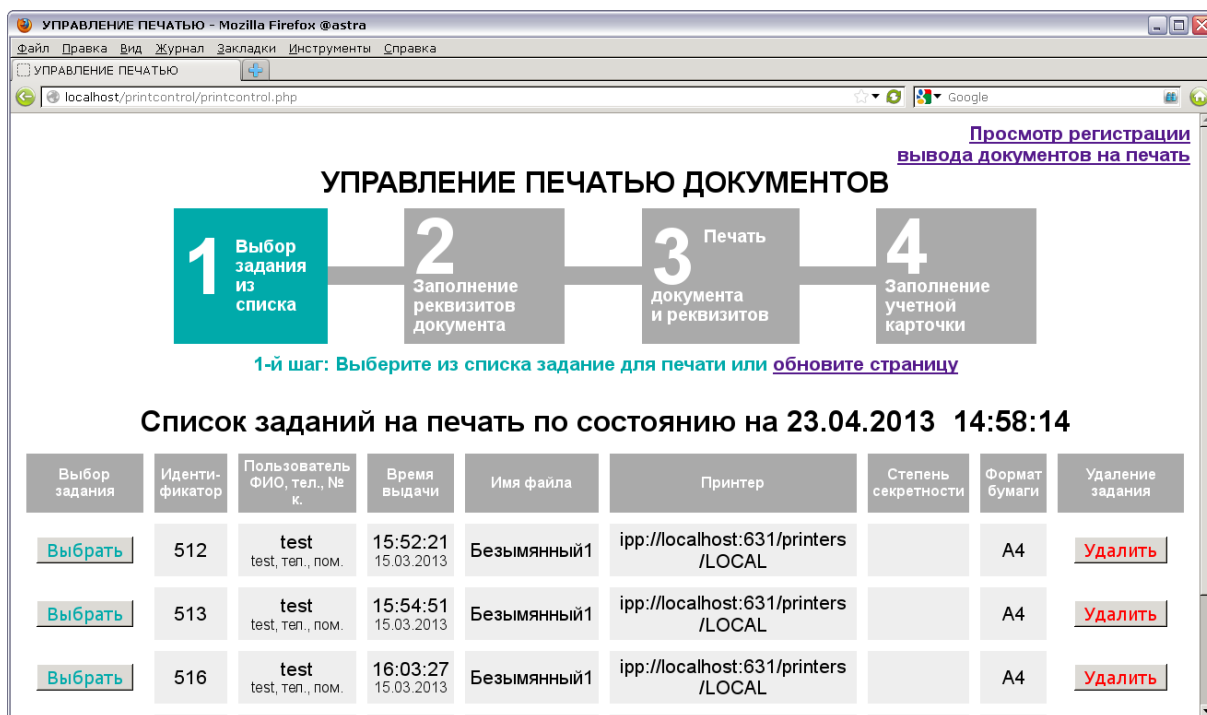 УПРАВЛЕНИЕ ПЕЧАТЬЮ - Mozilla Firefox @astra
Файл Правка Вид Журнал Закладки Инструменты Справка
УПРАВЛЕНИЕ ПЕЧАТЬЮ
localhost/printcontrol/printcontrol.php Google
Просмотр регистрации
вывода документов на печать
УПРАВЛЕНИЕ ПЕЧАТЬЮ ДОКУМЕНТОВ
1 Выбор
задания
из
списка
2
Заполнение
реквизитов
документа
3 Печать
документа
и реквизитов
4
Заполнение
учетной
карточки
1-й шаг: Выберите из списка задание для печати или обновите страницу
Список заданий на печать по состоянию на 23.04.2013 14:58:14
Выбор
задания
Иденти-
фикатор
Пользователь
ФИО, тел., №
к.
Время
выдачи
Имя файла
Принтер
Степень
секретности
Формат
бумаги
Удаление
задания
Выбрать
512
test
test, тел., пом.
15:52:21
15.03.2013
Безымянный1
ipp://localhost:631/printers
/LOCAL
A4
Удалить
Выбрать
513
test
test, тел., пом.
15:54:51
15.03.2013
Безымянный1
ipp://localhost:631/printers
/LOCAL
A4
Удалить
Выбрать
516
test
test, тел., пом.
16:03:27
15.03.2013
Безымянный1
ipp://localhost:631/printers
/LOCAL
A4
Удалить